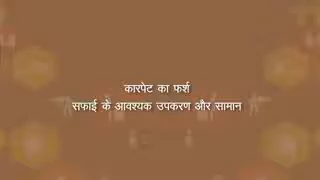 कारपेट का फर्श
सफाई के आवश्यक उपकरण और सामान